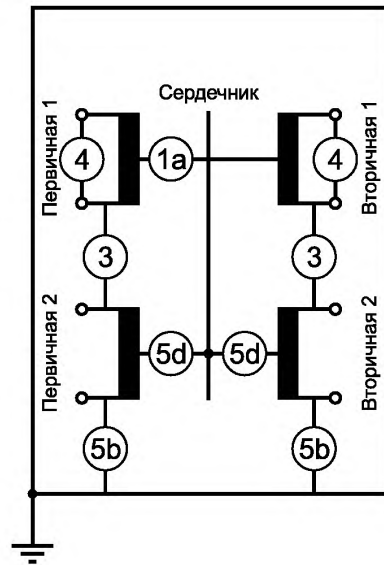 Сердечник
Первичная 1
4
1a
4
Вторичная 1
3
3
Первичная 2
5d
5d
Вторичная 2
5b
5b